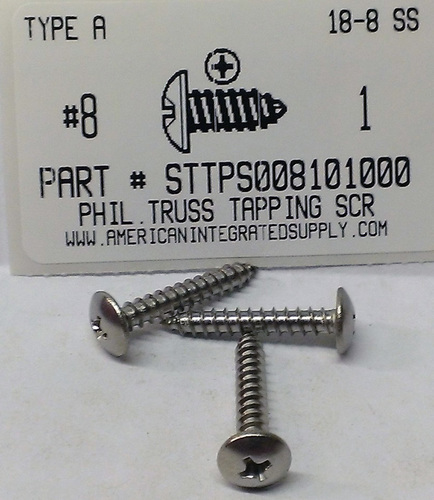 TYPE A 18-8 SS
#8 1
PART # STTPS008101000
PHIL.TRUSS TAPPING SCR
WWW.AMERICANINTEGRATEDSUPPLY.COM